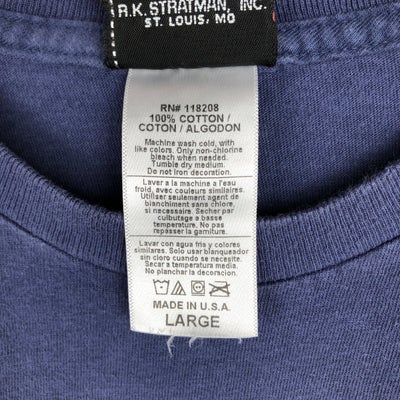 R.K. STRATMAN, INC.
ST. LOUIS, MO
RN# 118208
100% COTTON /
COTON / ALGODON
Machine wash cold, with
like colors. Only non-chlorine
bleach when needed.
Tumble dry medium.
Do not iron decoration.
Laver a la machine a l'eau
froid, avec couleurs similaires.
Utiliser seulement agent de
blanchiment sans chlore,
si nécessaire. Secher par
culbutage a basse
temperature. No pas
repasser la garniture.
Lavar con agua fria y colores
similares. Solo usar blanqueador
sin cloro cuando se necesite.
Secar a temperatura media.
No planchar la decoración.
MADE IN U.S.A.
LARGE